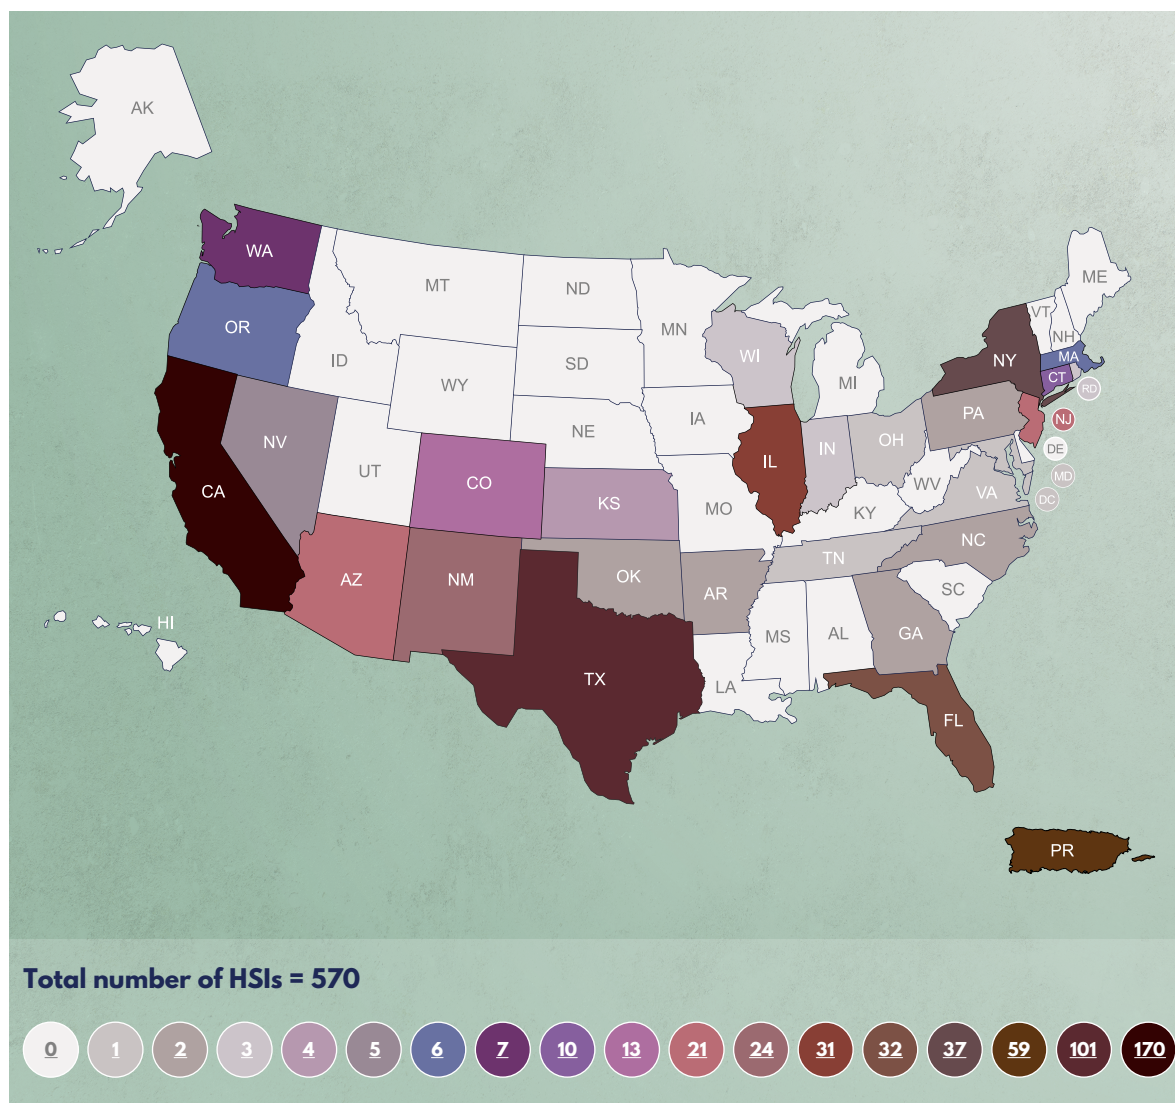 AK
WA
MT
ND
MN
ME
VT
NH
OR
ID
WY
SD
WI
MI
NY
MA
CT
RD
NV
UT
CO
NE
IA
IL
IN
OH
PA
NJ
DE
MD
DC
CA
KS
MO
KY
WV
VA
AZ
NM
OK
AR
TN
NC
SC
HI
TX
LA
MS
AL
GA
FL
PR
Total number of HSIs = 570
0 1 2 3 4 5 6 7 10 13 21 24 31 32 37 59 101 170